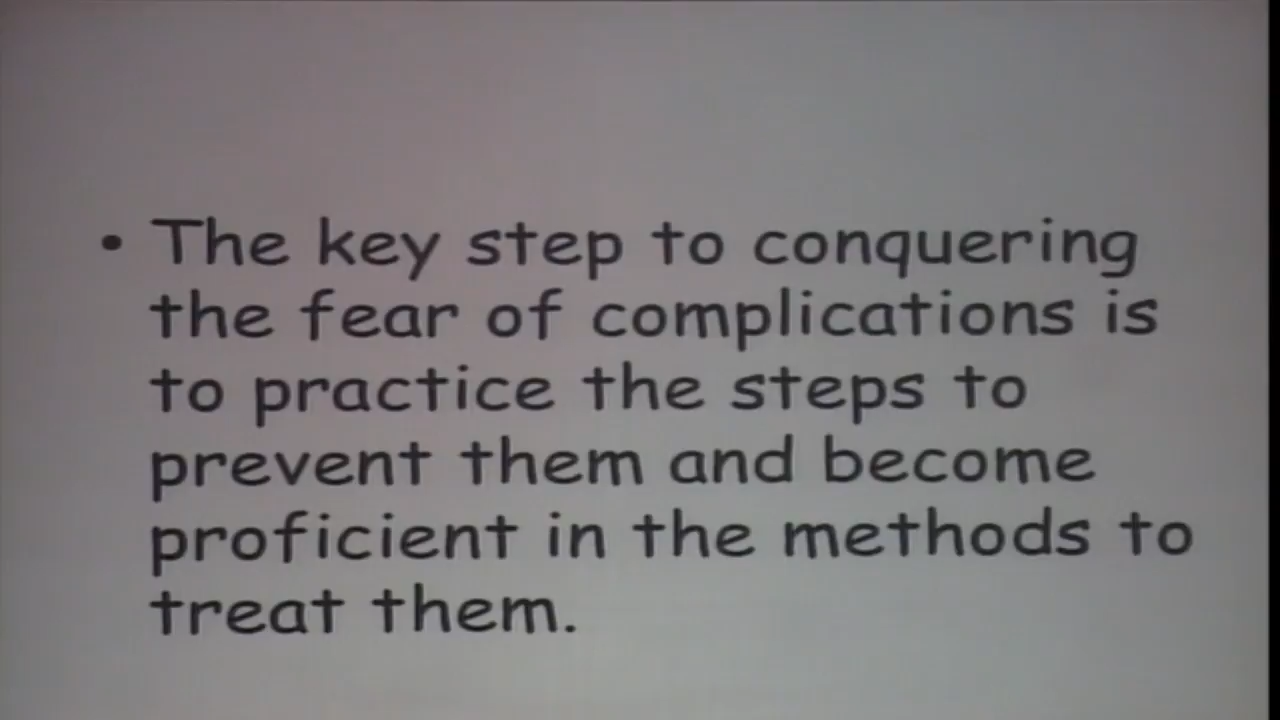 • The key step to conquering
the fear of complications is
to practice the steps to
prevent them and become
proficient in the methods to
treat them.